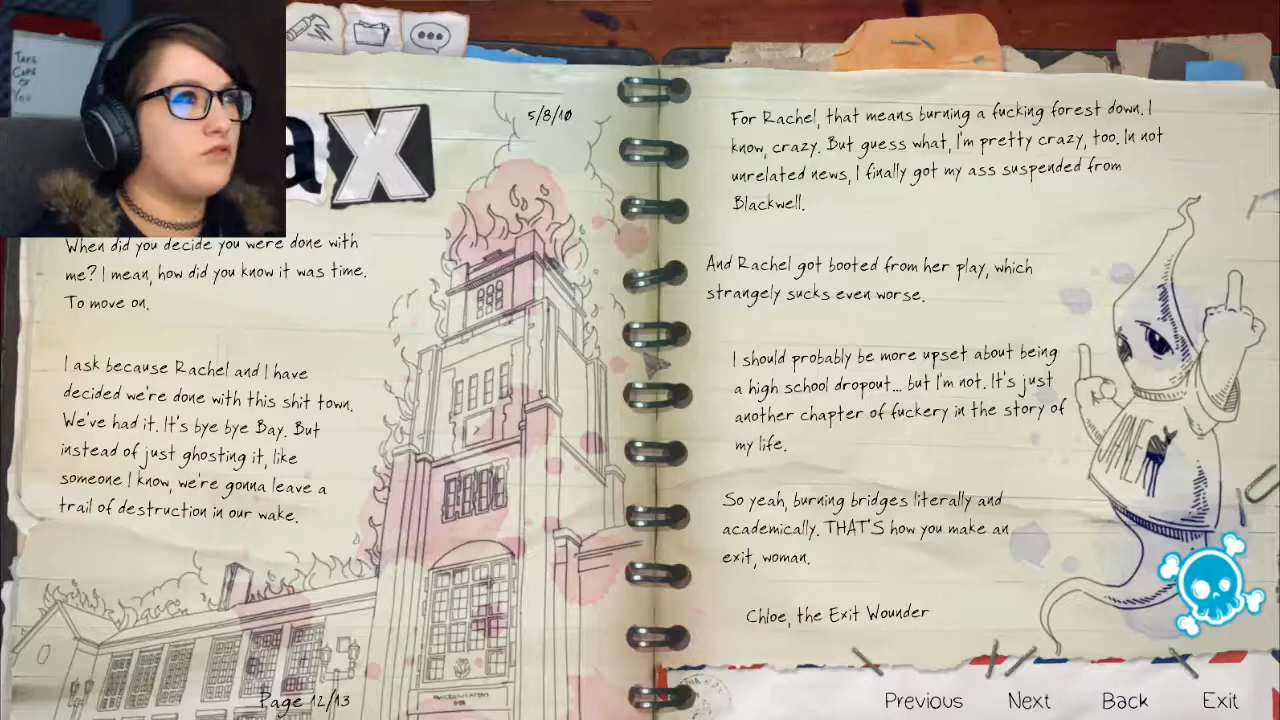 TAKE
CARE
OF
YOU
ax
5/8/10
When did you decide you were done with
me? I mean, how did you know it was time.
To move on.
I ask because Rachel and I have
decided we're done with this shit town.
We've had it. It's bye bye Bay. But
instead of just ghosting it, like
someone I know, we're gonna leave a
trail of destruction in our wake.
Page 12/13
For Rachel, that means burning a fucking forest down. I
know, crazy. But guess what, I'm pretty crazy, too. In not
unrelated news, I finally got my ass suspended from
Blackwell.
And Rachel got booted from her play, which
strangely sucks even worse.
I should probably be more upset about being
a high school dropout... but I'm not. It's just
another chapter of fuckery in the story of
my life.
So yeah, burning bridges literally and
academically. THAT'S how you make an
exit, woman.
Chloe, the Exit Wounder
JANE
Previous
Next
Back
Exit